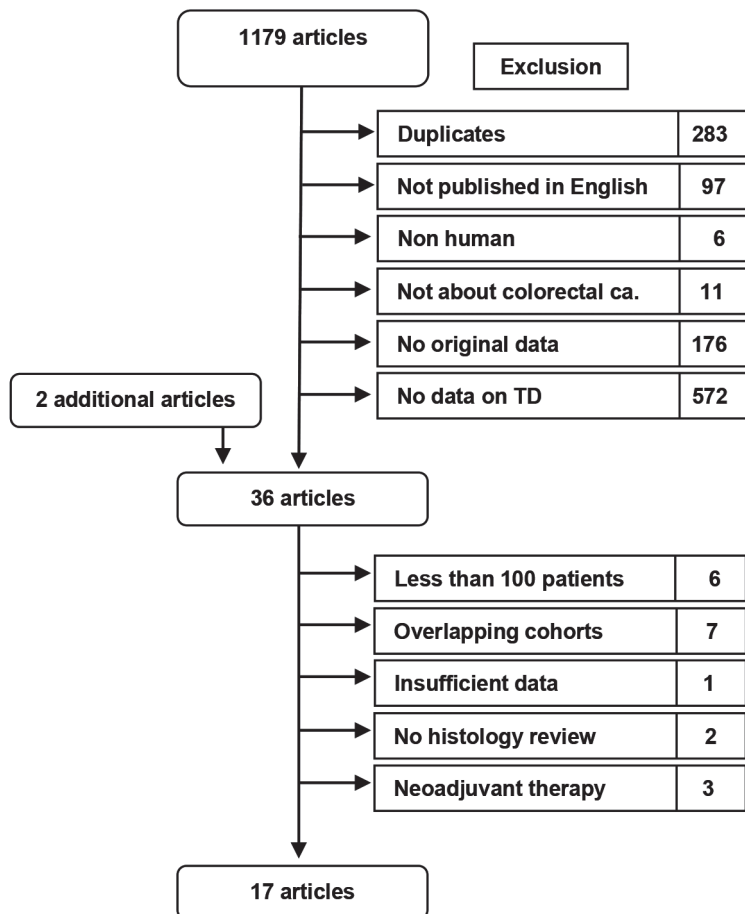 1179 articles
Exclusion
Duplicates 283
Not published in English 97
Non human 6
Not about colorectal ca. 11
No original data 176
No data on TD 572
2 additional articles
36 articles
Less than 100 patients 6
Overlapping cohorts 7
Insufficient data 1
No histology review 2
Neoadjuvant therapy 3
17 articles